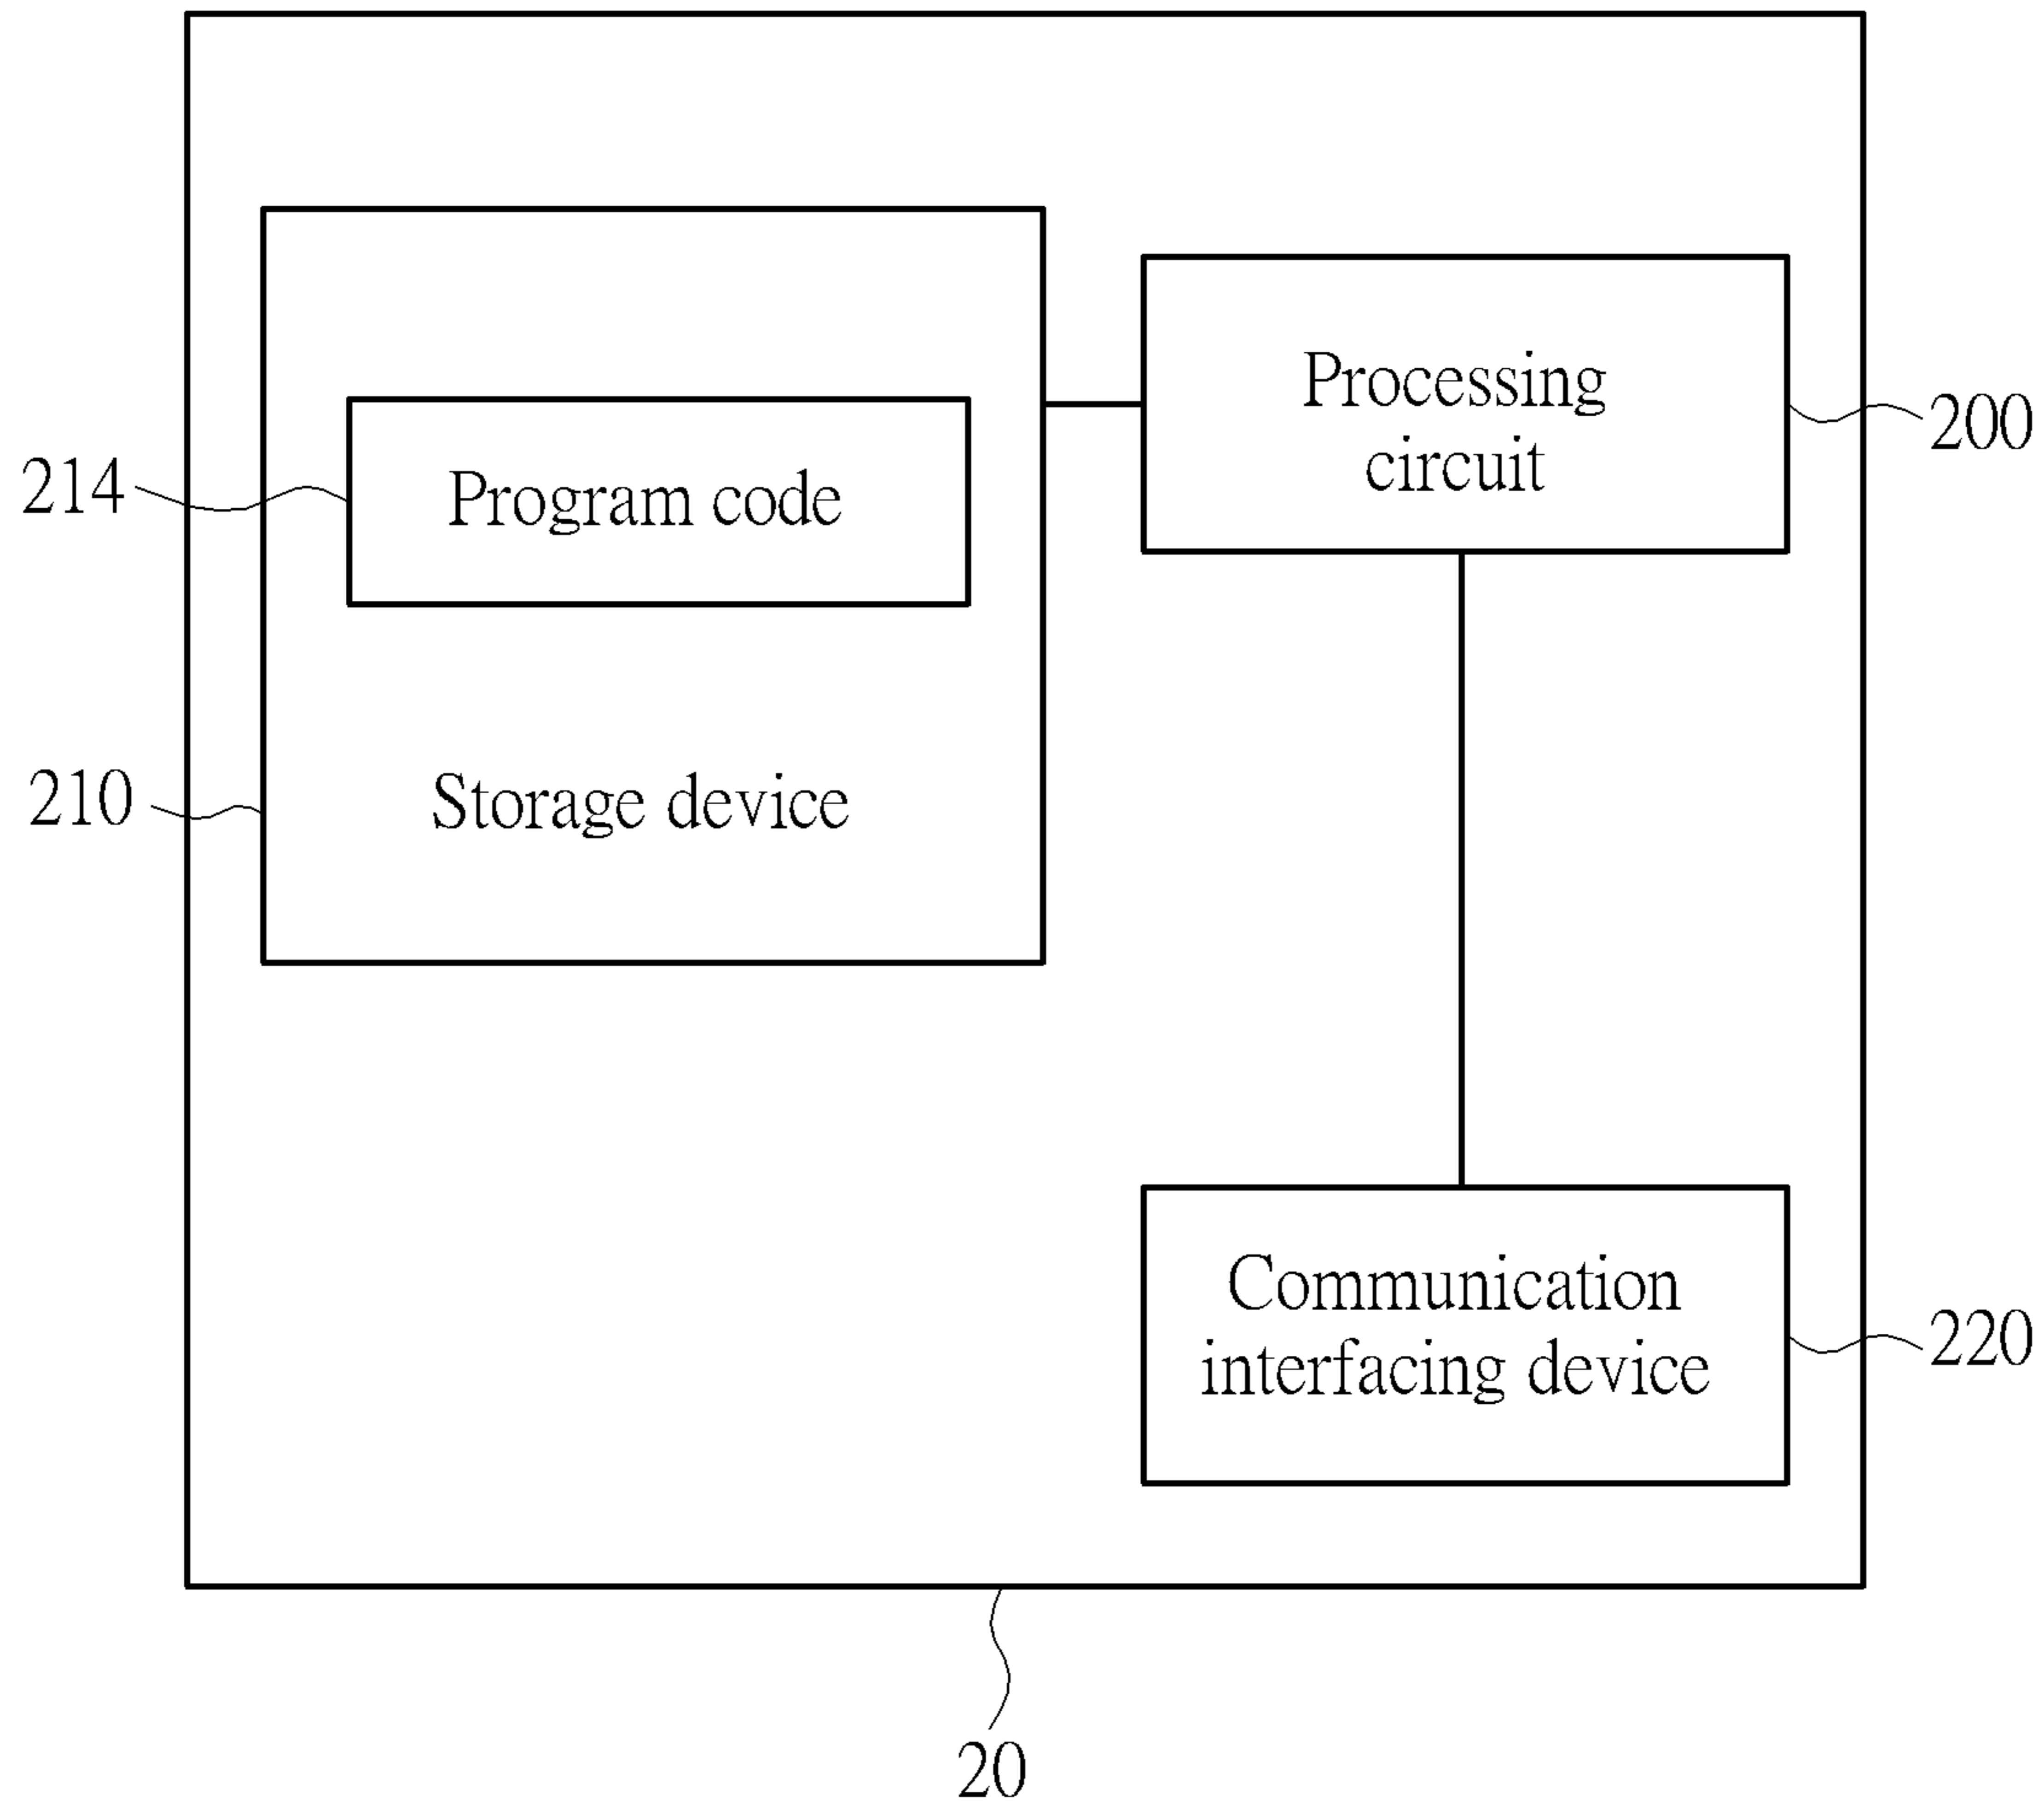 Processing
circuit
200
214
Program code
210
Storage device
Communication
interfacing device
220
20